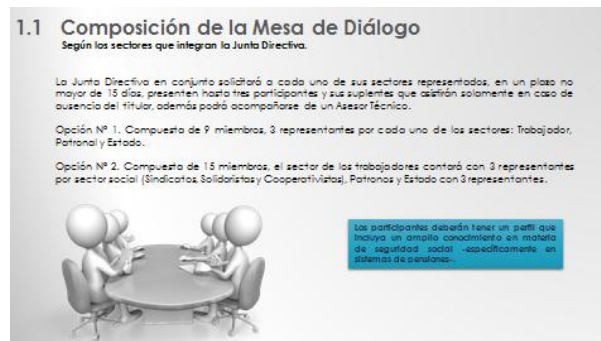 1.1 Composición de la Mesa de Diálogo
Según los sectores que integran la Junta Directiva.
La Junta Directiva en conjunto solicitará a cada uno de sus sectores representados, en un plazo no
mayor de 15 días, presenten hasta tres participantes y sus suplentes que asistirán solamente en caso de
ausencia del titular, además podrá acompañarse de un Asesor Técnico.
Opción Nº 1. Compuesta de 9 miembros, 3 representantes por cada uno de los sectores: Trabajador,
Patronal y Estado.
Opción Nº 2. Compuesta de 15 miembros, el sector de los trabajadores contará con 3 representantes
por sector social (Sindicatos, Solidaristas y Cooperativistas), Patronos y Estado con 3 representantes.
Los participantes deberán tener un perfil que
incluya un amplio conocimiento en materia
de seguridad social -específicamente en
sistemas de pensiones-.